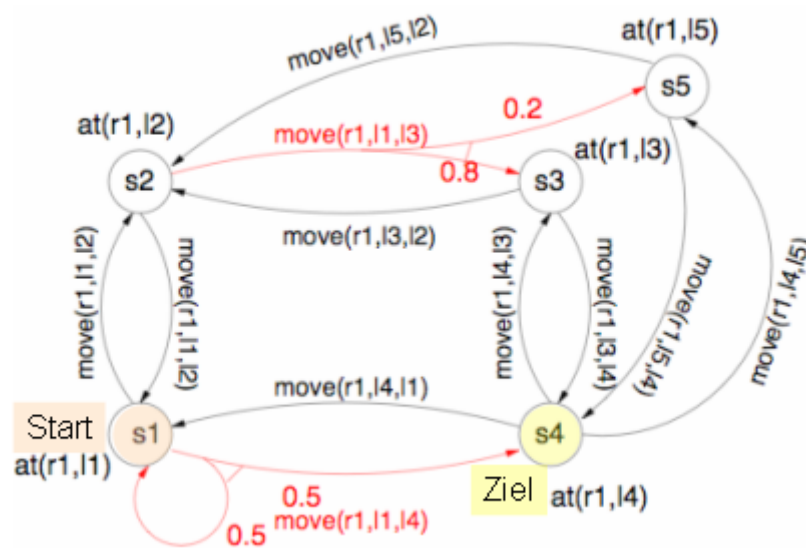 move(r1,l5,l2)
at(r1,l5)
s5
0.2
at(r1,l2)
move(r1,l1,l3)
at(r1,l3)
0.8
s2
s3
move(r1,l3,l2)
move(r1,l1,l2)
move(r1,l1,l2)
move(r1,l4,l3)
move(r1,l3,l4)
move(r1,l5,l4)
move(r1,l4,l5)
move(r1,l4,l1)
Start
s1
s4
at(r1,l1)
Ziel
at(r1,l4)
0.5
0.5
move(r1,l1,l4)